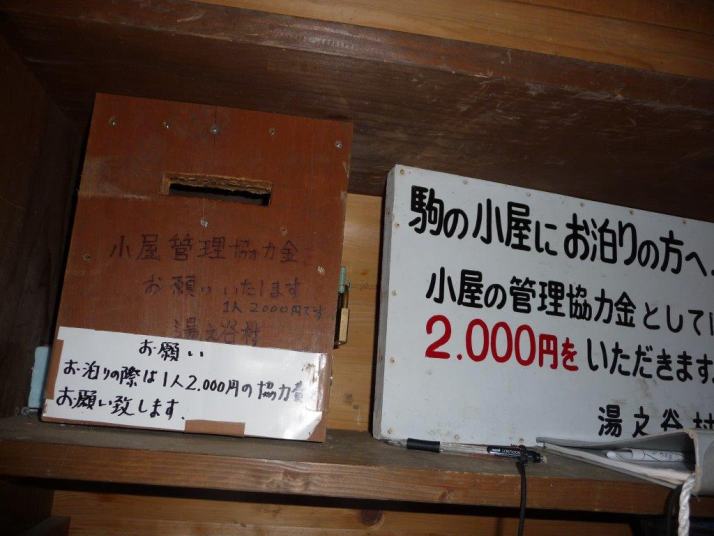 小屋管理協力金
お願いいたします
1人2000円です
湯之谷村
お願い
お泊りの際は1人2.000円の協力費
お願い致します.
駒の小屋にお泊りの方へ.
小屋の管理協力金として
2.000円をいただきます.
湯之谷村